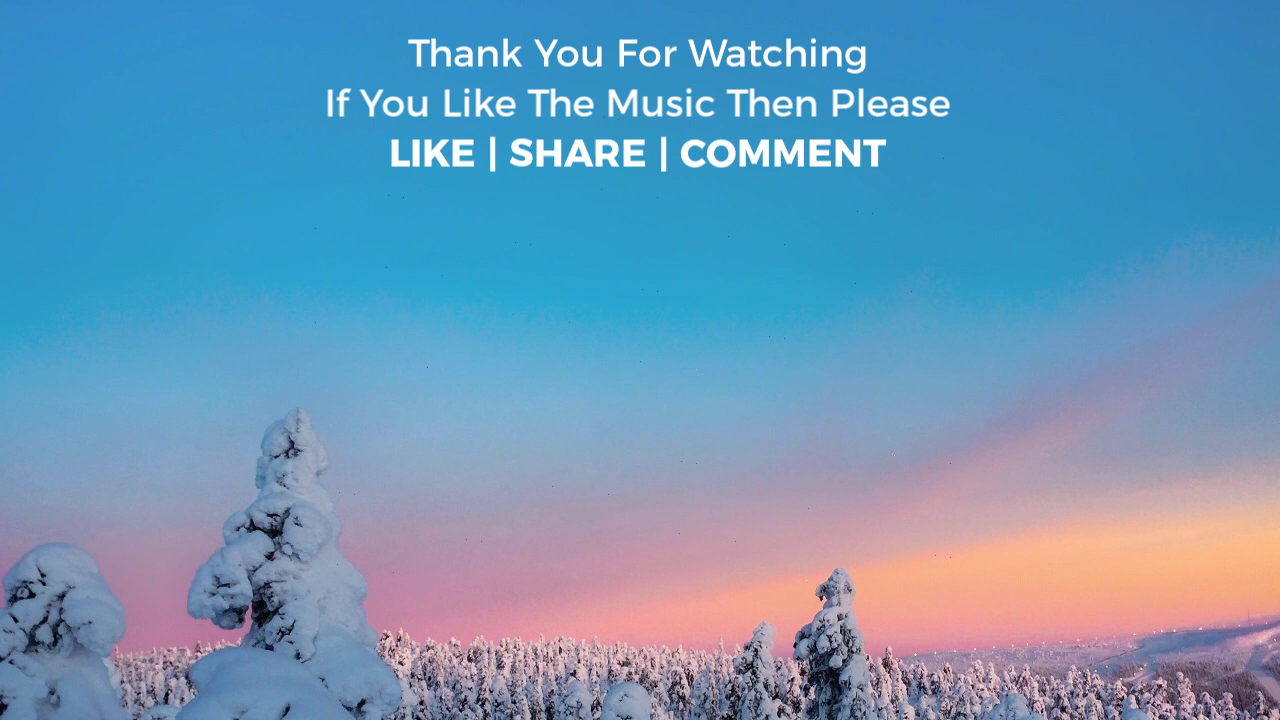 Thank You For Watching
If You Like The Music Then Please
LIKE | SHARE | COMMENT